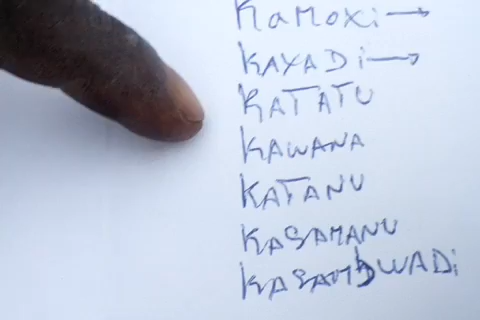 KAMOXi →
KAYADi →
KATATU
KAWANA
KATANU
KASAMANU
KASAMBWADi